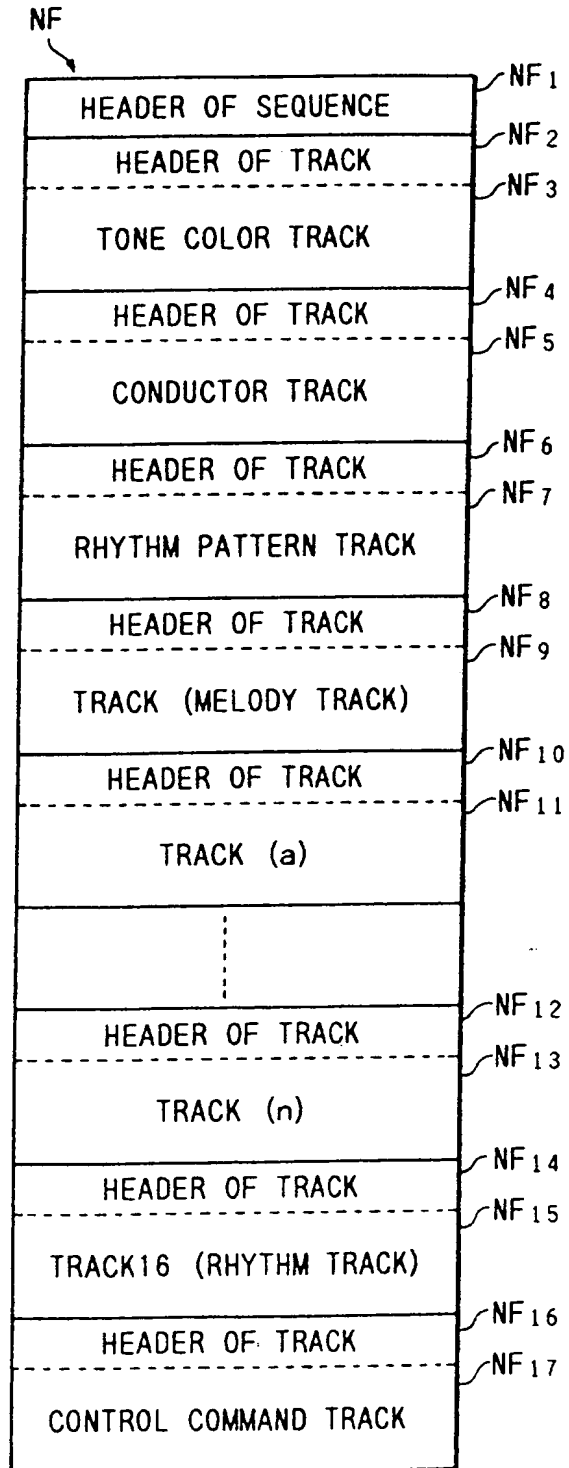 NF
HEADER OF SEQUENCE NF1
HEADER OF TRACK NF2
TONE COLOR TRACK NF3
HEADER OF TRACK NF4
CONDUCTOR TRACK NF5
HEADER OF TRACK NF6
RHYTHM PATTERN TRACK NF7
HEADER OF TRACK NF8
TRACK (MELODY TRACK) NF9
HEADER OF TRACK NF10
TRACK (a) NF11
HEADER OF TRACK NF12
TRACK (n) NF13
HEADER OF TRACK NF14
TRACK16 (RHYTHM TRACK) NF15
HEADER OF TRACK NF16
CONTROL COMMAND TRACK NF17